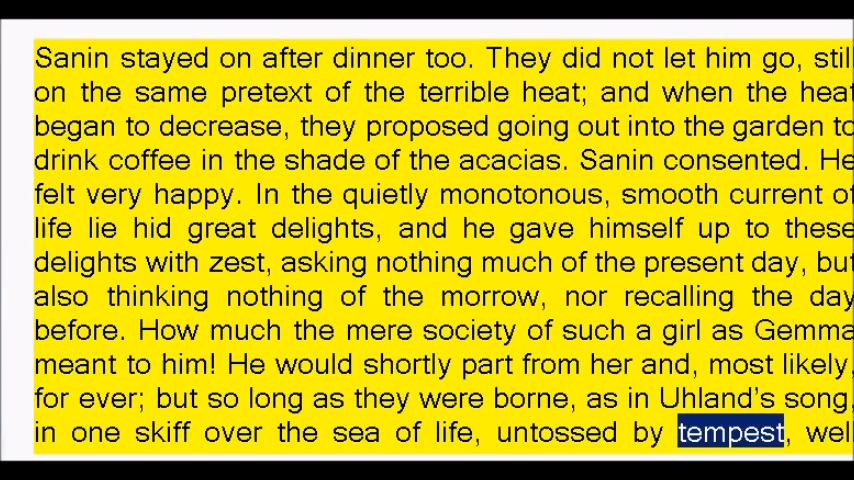 Sanin stayed on after dinner too. They did not let him go, still
on the same pretext of the terrible heat; and when the heat
began to decrease, they proposed going out into the garden to
drink coffee in the shade of the acacias. Sanin consented. He
felt very happy. In the quietly monotonous, smooth current of
life lie hid great delights, and he gave himself up to these
delights with zest, asking nothing much of the present day, but
also thinking nothing of the morrow, nor recalling the day
before. How much the mere society of such a girl as Gemma
meant to him! He would shortly part from her and, most likely,
for ever; but so long as they were borne, as in Uhland's song,
in one skiff over the sea of life, untossed by tempest, well